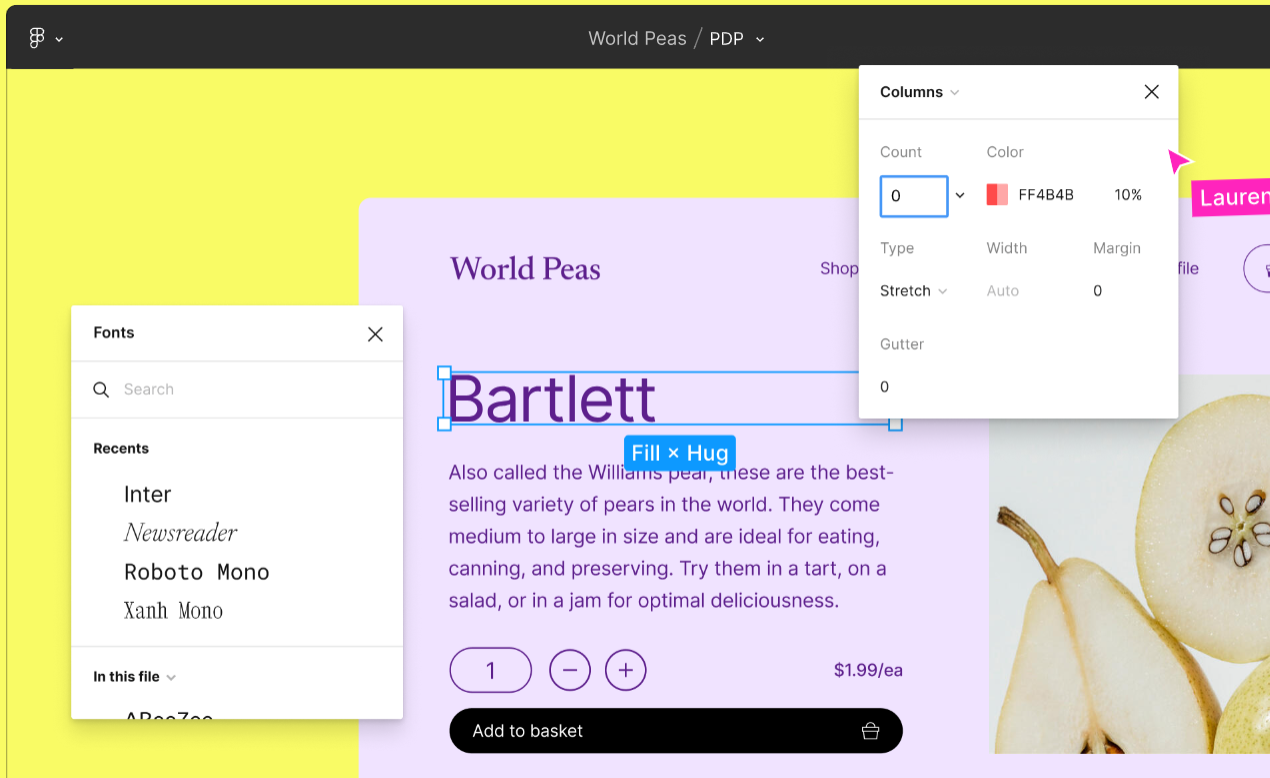 World Peas / PDP
Columns
Count Color
0 FF4B4B 10%
Type Width Margin
Stretch Auto 0
Gutter
0
Lauren
World Peas
Shop
file
Fonts
Search
Recents
Inter
Newsreader
Roboto Mono
Xanh Mono
In this file
Bartlett
Fill × Hug
Also called the Williams pear, these are the best-
selling variety of pears in the world. They come
medium to large in size and are ideal for eating,
canning, and preserving. Try them in a tart, on a
salad, or in a jam for optimal deliciousness.
1 − +
$1.99/ea
Add to basket